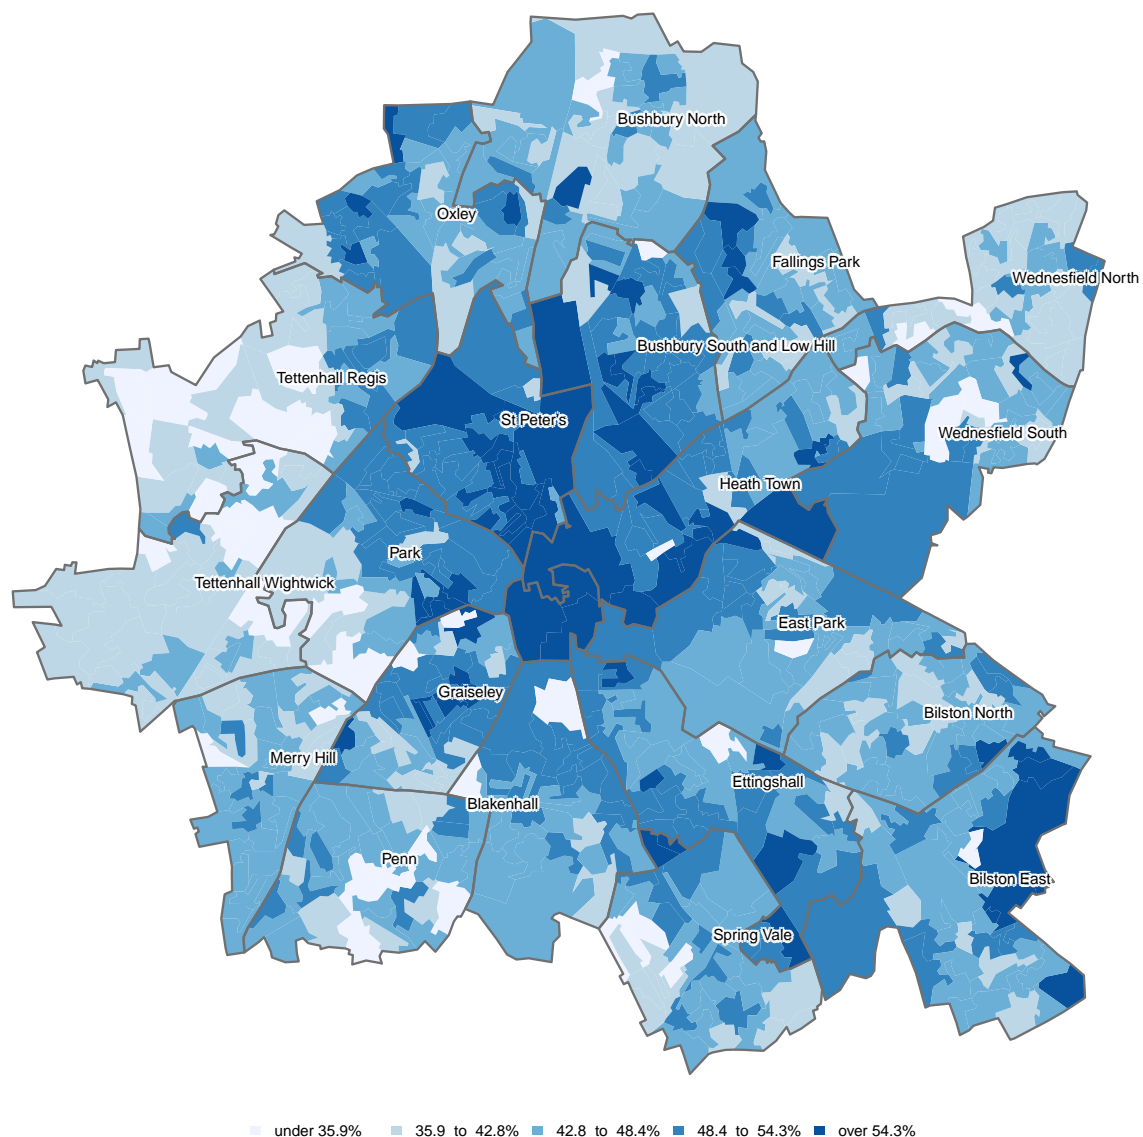 Bushbury North
Oxley
Fallings Park
Wednesfield North
Bushbury South and Low Hill
Tettenhall Regis
St Peter's
Wednesfield South
Heath Town
Park
Tettenhall Wightwick
East Park
Graiseley
Bilston North
Merry Hill
Ettingshall
Blakenhall
Penn
Bilston East
Spring Vale
under 35.9% 35.9 to 42.8% 42.8 to 48.4% 48.4 to 54.3% over 54.3%